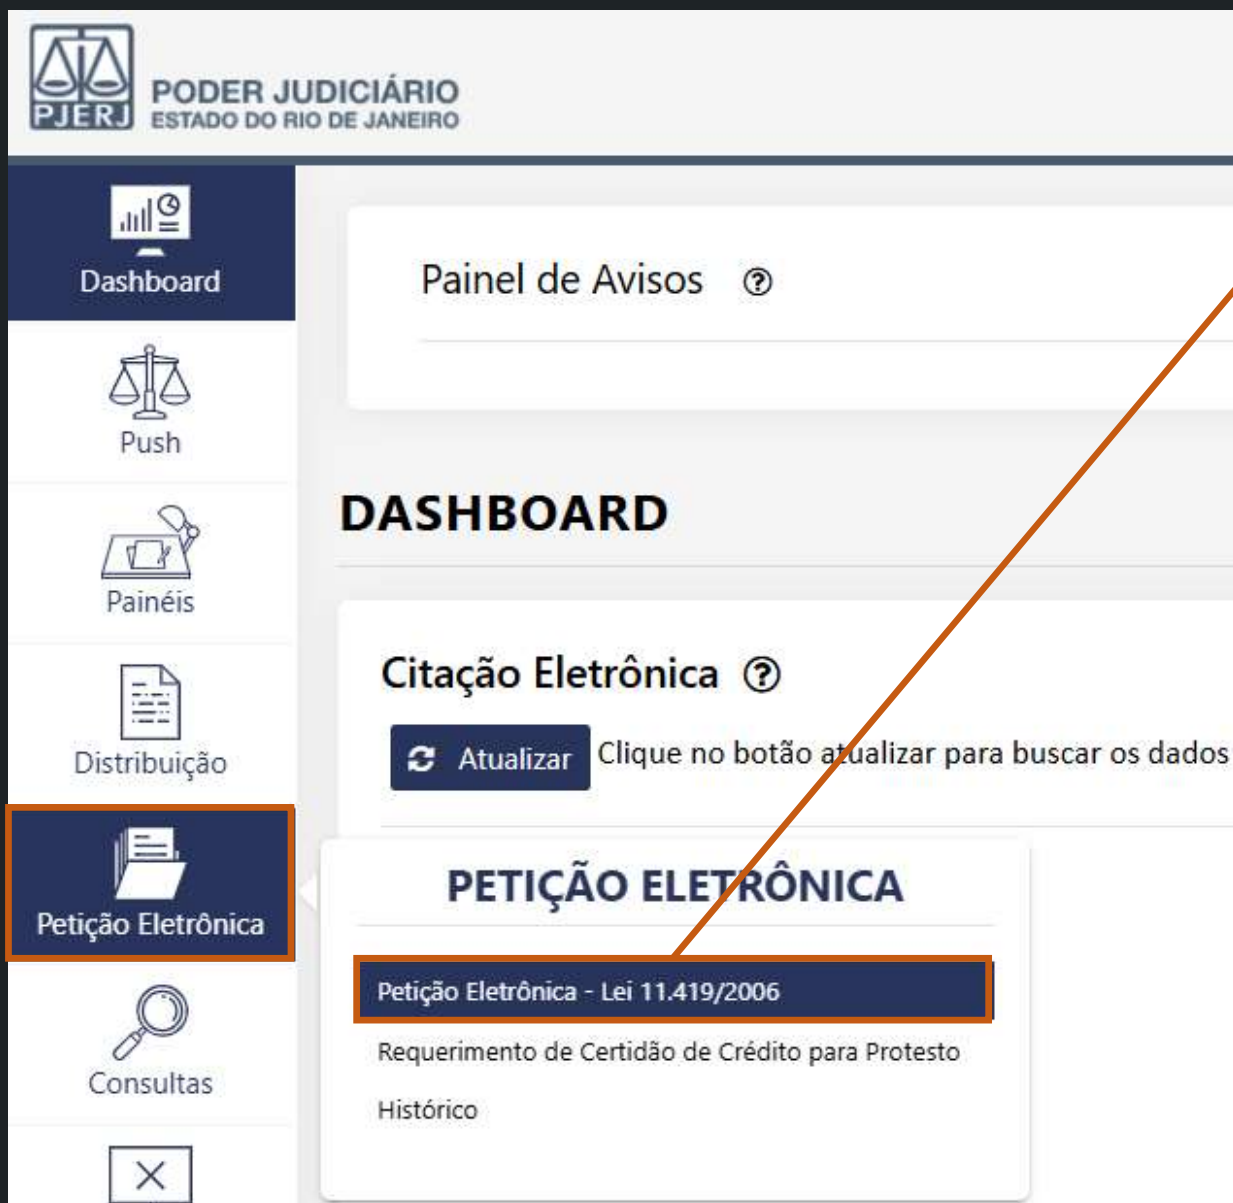 PJERJ
PODER JUDICIÁRIO
ESTADO DO RIO DE JANEIRO
Dashboard
Push
Painéis
Distribuição
Petição Eletrônica
Consultas
Painel de Avisos
DASHBOARD
Citação Eletrônica
Atualizar Clique no botão atualizar para buscar os dados
PETIÇÃO ELETRÔNICA
Petição Eletrônica - Lei 11.419/2006
Requerimento de Certidão de Crédito para Protesto
Histórico